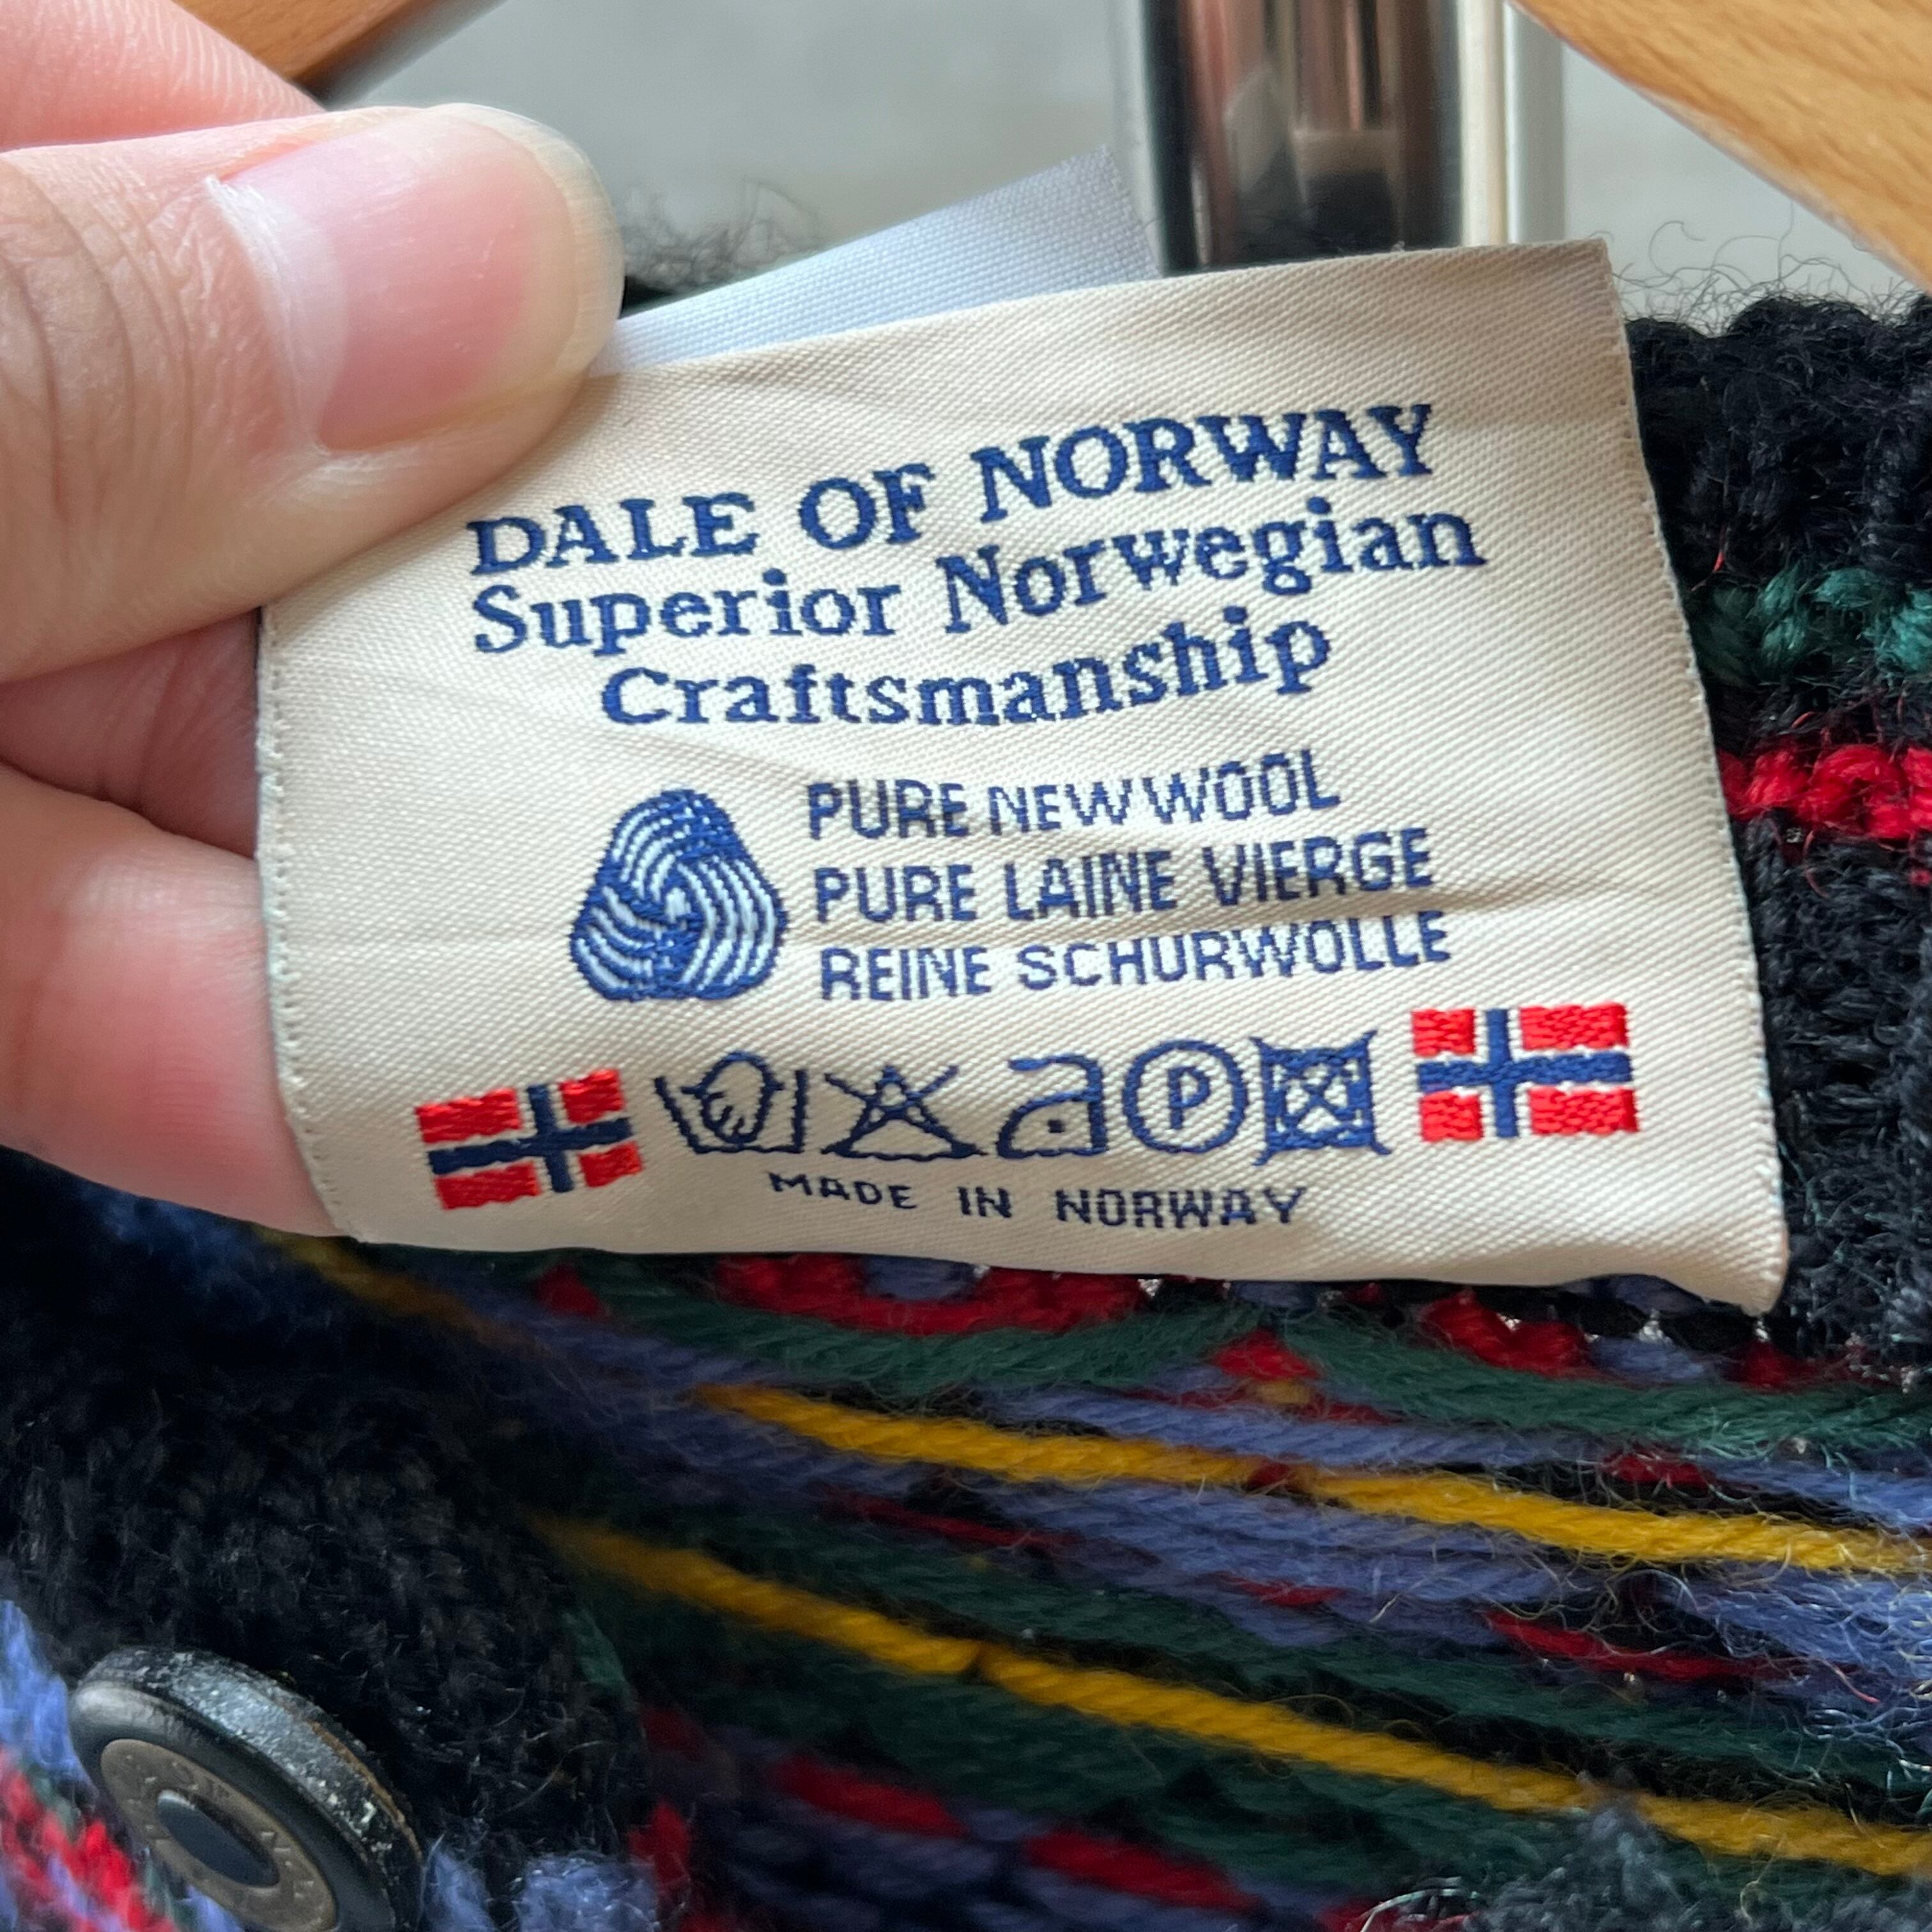 DALE OF NORWAY
Superior Norwegian
Craftsmanship
PURE NEW WOOL
PURE LAINE VIERGE
REINE SCHURWOLLE
P
MADE IN NORWAY